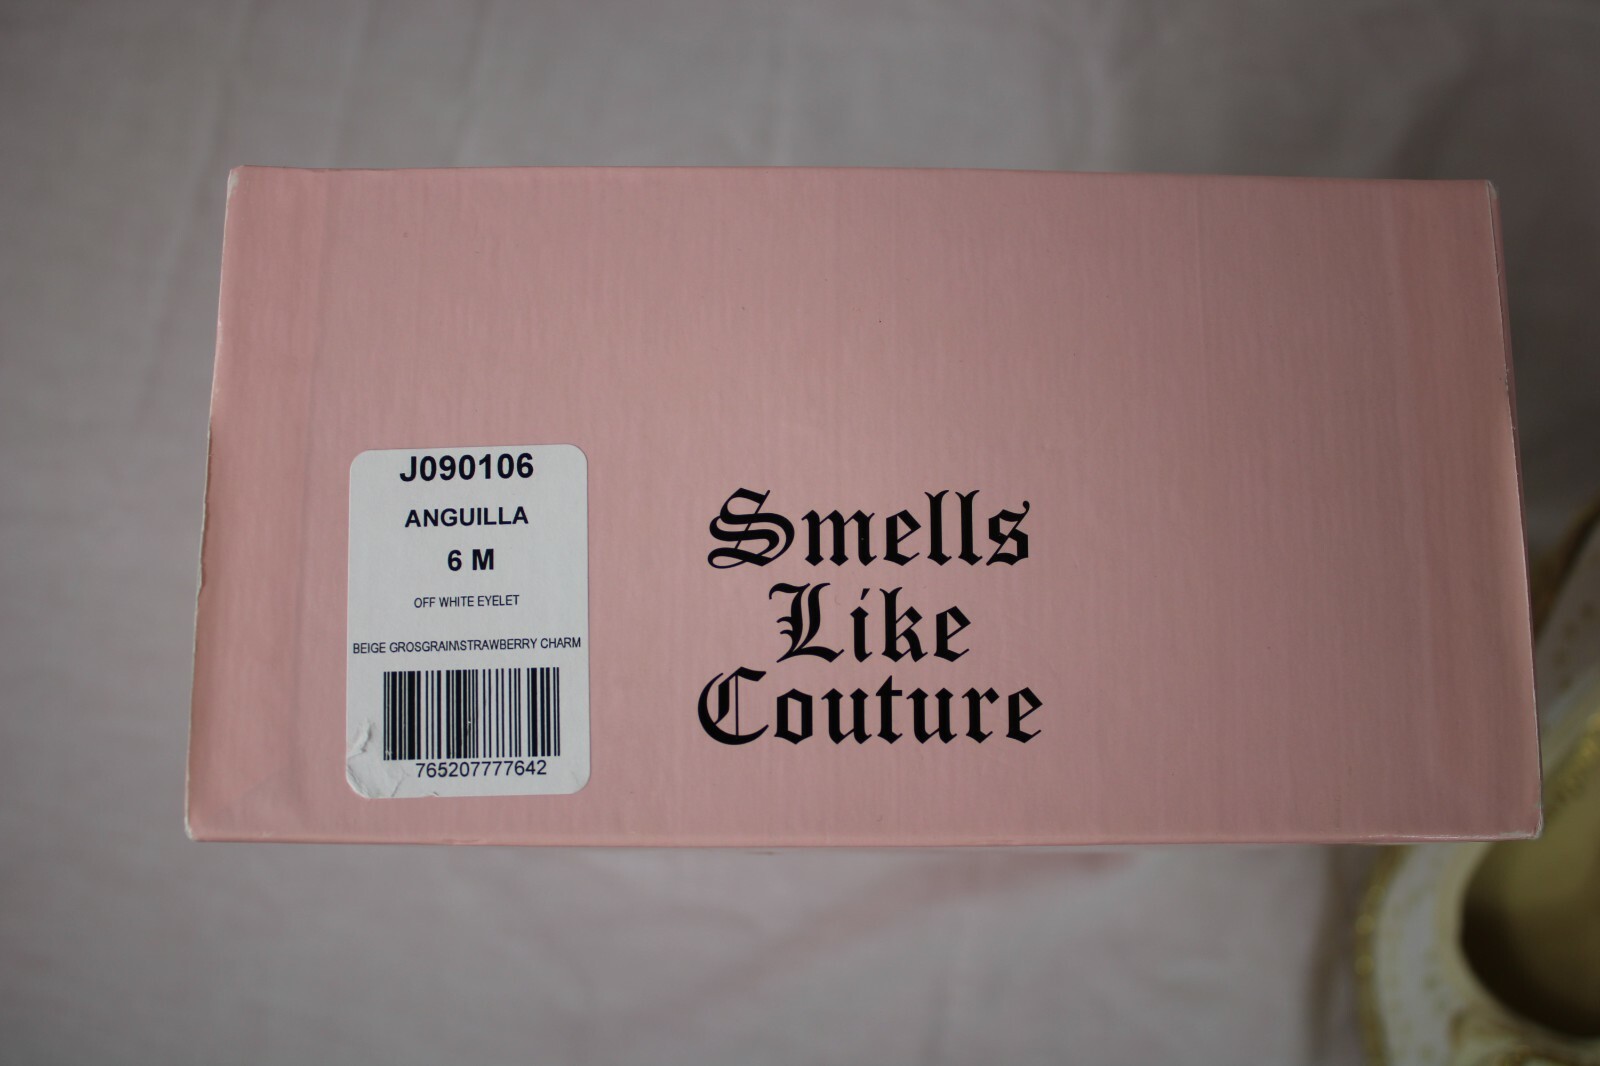 J090106
ANGUILLA
6 M
OFF WHITE EYELET
BEIGE GROSGRAIN\STRAWBERRY CHARM
765207777642
Smells
Like
Couture